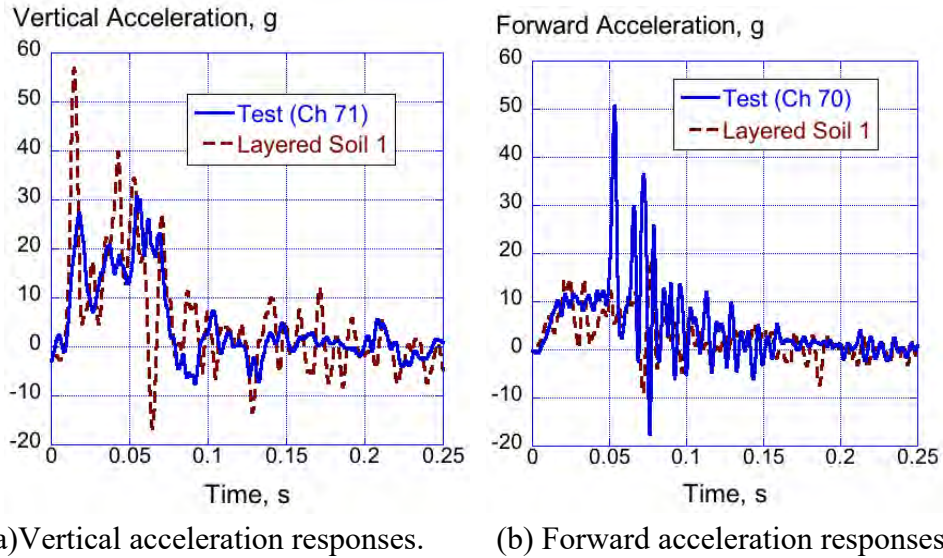 Vertical Acceleration, g
60
50
40
30
20
10
0
-10
-20
Test (Ch 71)
Layered Soil 1
0 0.05 0.1 0.15 0.2 0.25
Time, s
a)Vertical acceleration responses.
Forward Acceleration, g
60
50
40
30
20
10
0
-10
-20
Test (Ch 70)
Layered Soil 1
0 0.05 0.1 0.15 0.2 0.25
Time, s
(b) Forward acceleration responses